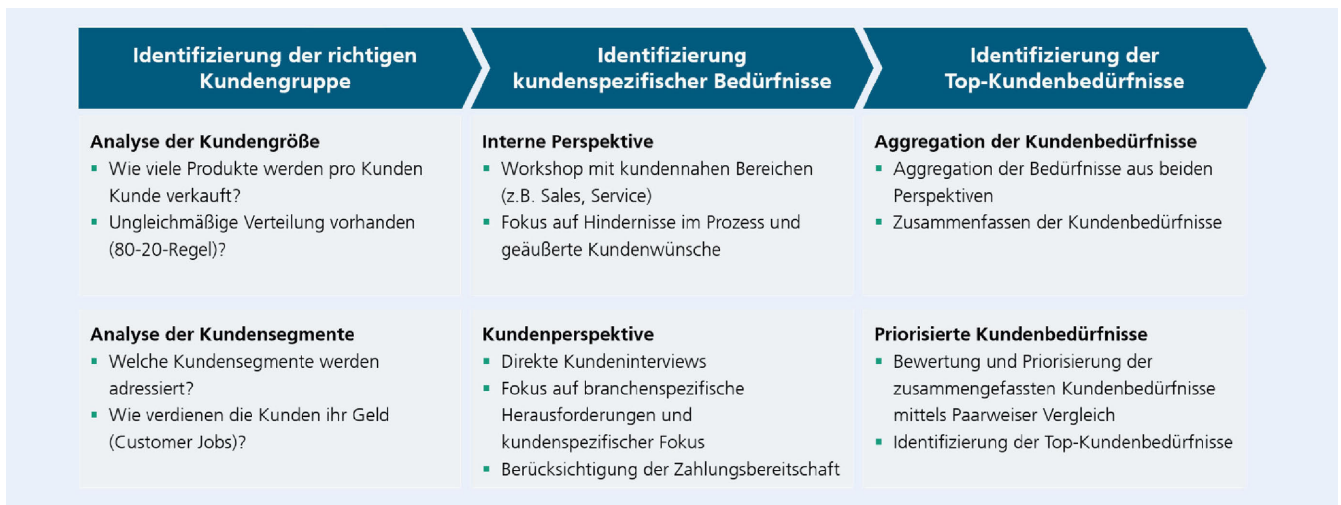 Identifizierung der richtigen
Kundengruppe
Identifizierung
kundenspezifischer Bedürfnisse
Identifizierung der
Top-Kundenbedürfnisse
Analyse der Kundengröße
▪ Wie viele Produkte werden pro Kunden
Kunde verkauft?
▪ Ungleichmäßige Verteilung vorhanden
(80-20-Regel)?
Interne Perspektive
▪ Workshop mit kundennahen Bereichen
(z.B. Sales, Service)
▪ Fokus auf Hindernisse im Prozess und
geäußerte Kundenwünsche
Aggregation der Kundenbedürfnisse
▪ Aggregation der Bedürfnisse aus beiden
Perspektiven
▪ Zusammenfassen der Kundenbedürfnisse
Analyse der Kundensegmente
▪ Welche Kundensegmente werden
adressiert?
▪ Wie verdienen die Kunden ihr Geld
(Customer Jobs)?
Kundenperspektive
▪ Direkte Kundeninterviews
▪ Fokus auf branchenspezifische
Herausforderungen und
kundenspezifischer Fokus
▪ Berücksichtigung der Zahlungsbereitschaft
Priorisierte Kundenbedürfnisse
▪ Bewertung und Priorisierung der
zusammengefassten Kundenbedürfnisse
mittels Paarweiser Vergleich
▪ Identifizierung der Top-Kundenbedürfnisse